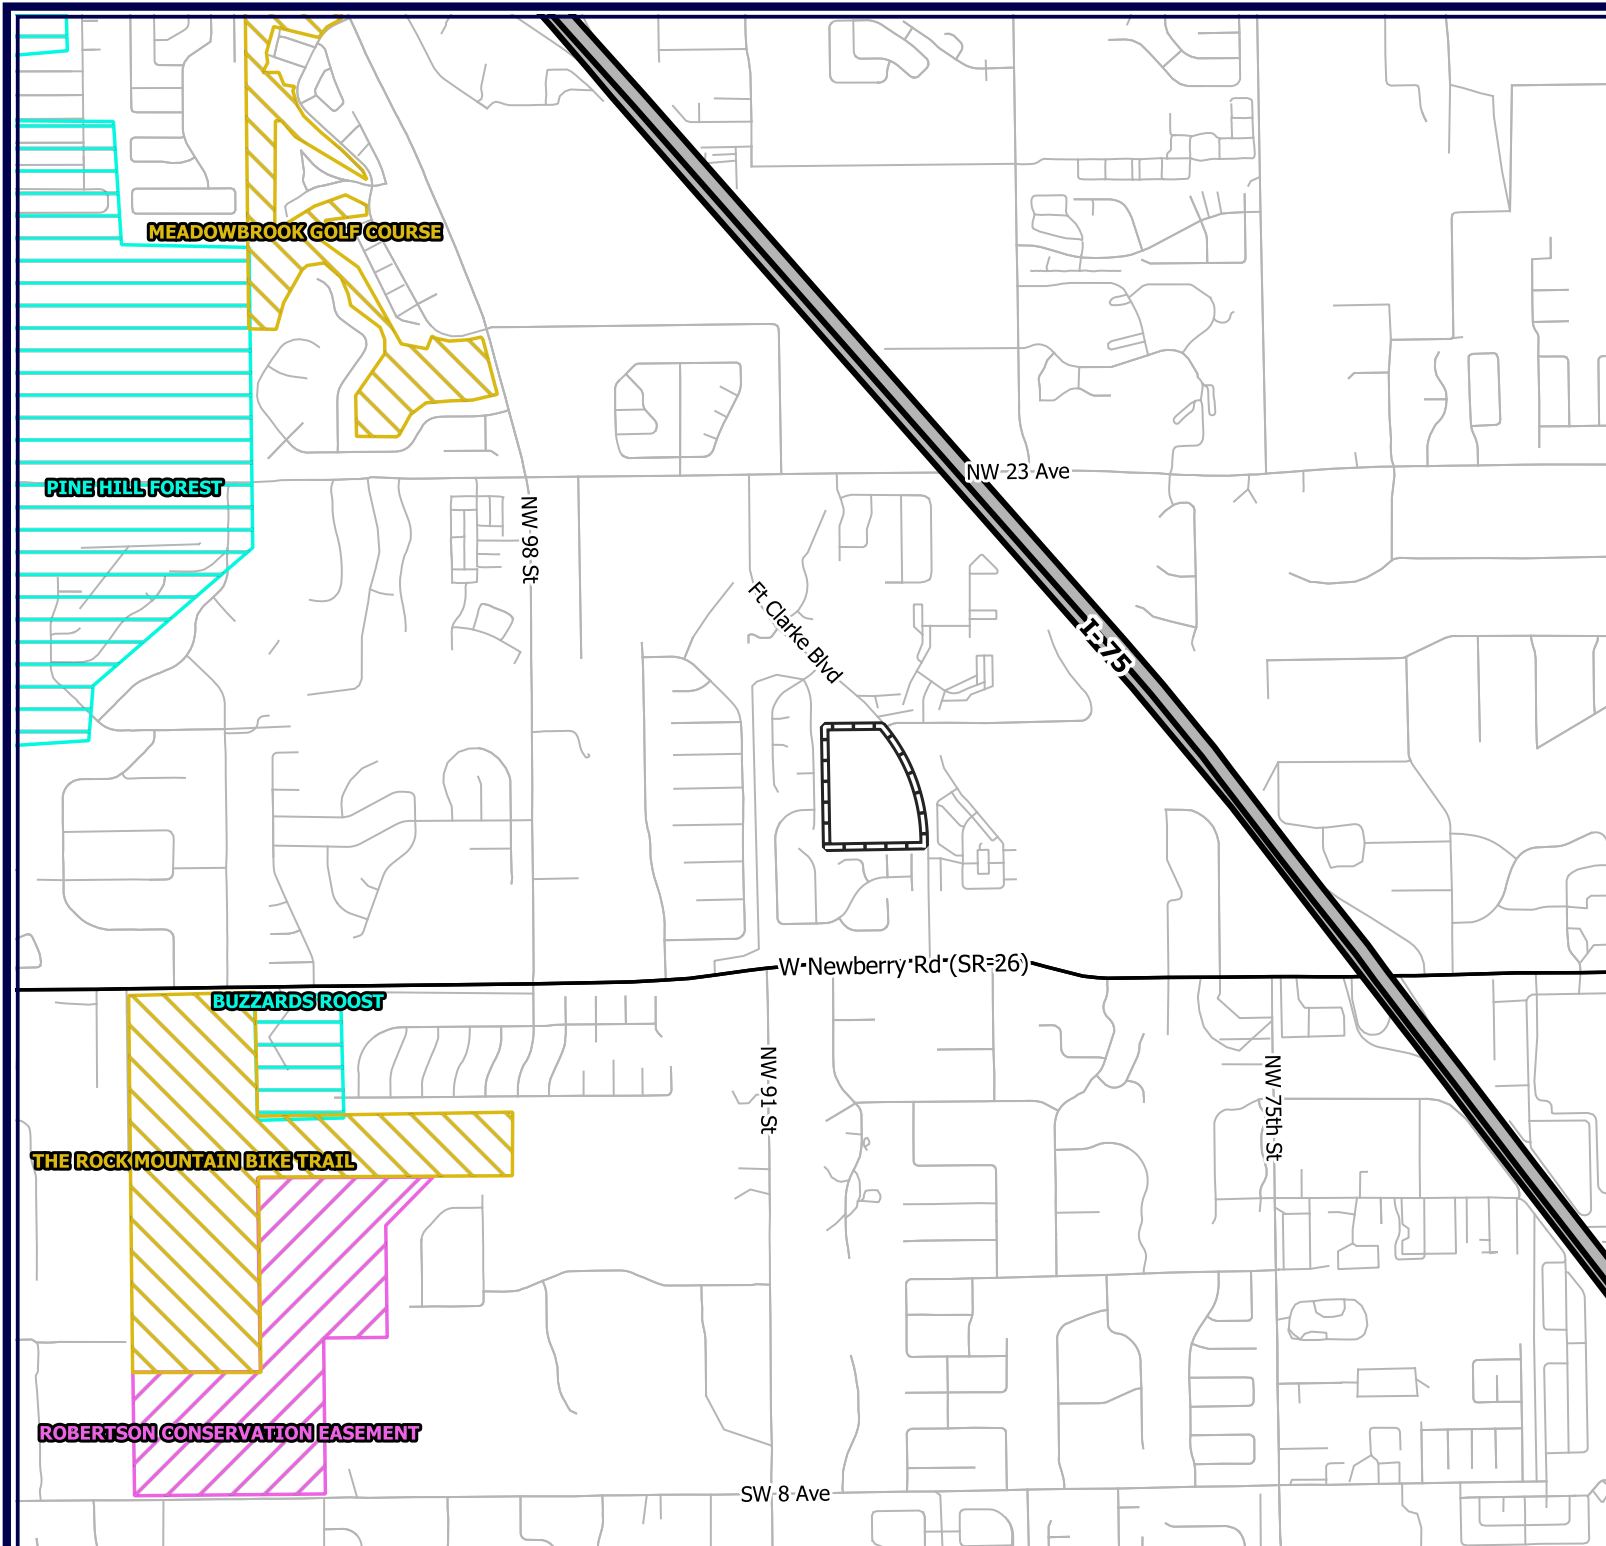 MEADOWBROOK GOLF COURSE
NW 23 Ave
PINE HILL FOREST
NW 98 St
Ft Clarke Blvd
I-75
W Newberry Rd (SR-26)
BUZZARDS ROOST
NW 91 St
NW 75th St
THE ROCK MOUNTAIN BIKE TRAIL
ROBERTSON CONSERVATION EASEMENT
SW 8 Ave